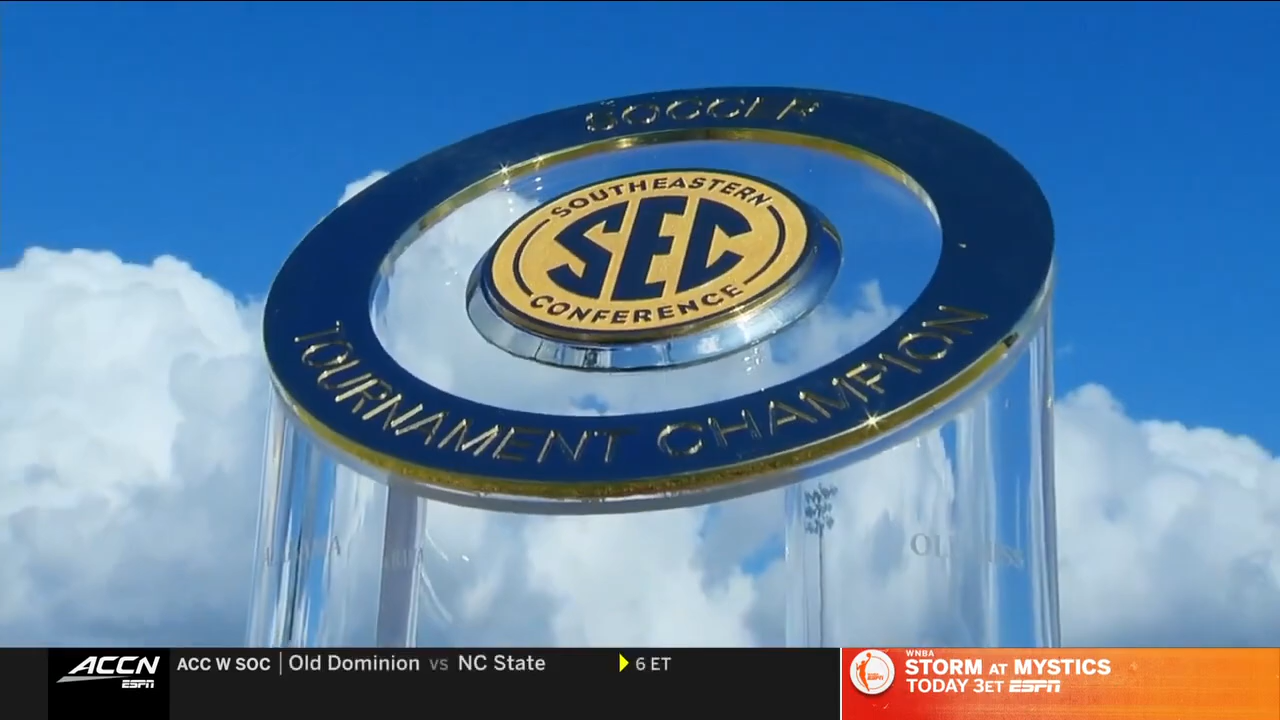 SOCCER
SOUTHEASTERN
SEC
CONFERENCE
TOURNAMENT CHAMPION
ACCN
ESPN
ACC W SOC | Old Dominion vs NC State
6 ET
WNBA
STORM AT MYSTICS
TODAY 3ET ESPN